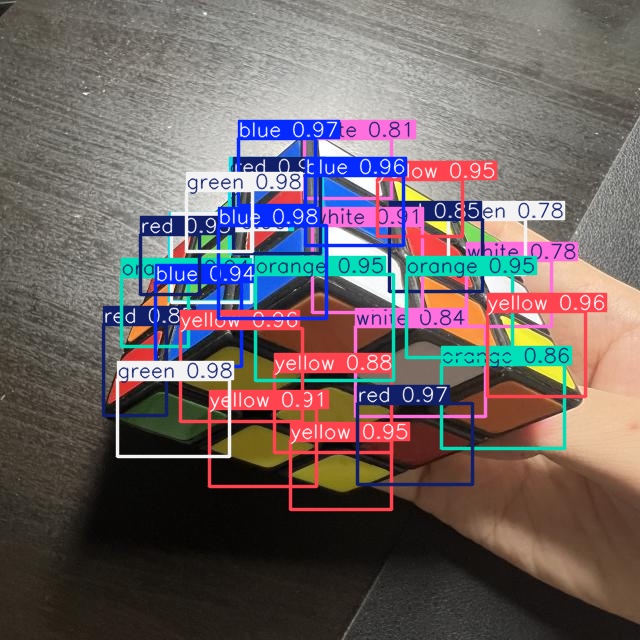 blue 0.97
te 0.81
red 0.9
blue 0.96
low 0.95
green 0.98
blue 0.98
white 0.91
0.85
en 0.78
red 0.95
white 0.78
ora
blue 0.94
orange 0.95
orange 0.95
yellow 0.96
red 0.8
yellow 0.96
white 0.84
green 0.98
yellow 0.88
orange 0.86
yellow 0.91
red 0.97
yellow 0.95